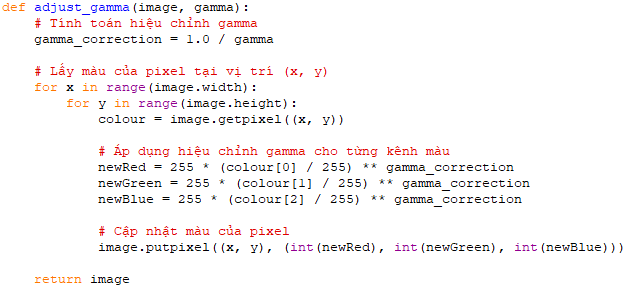 def adjust_gamma(image, gamma):
    # Tính toán hiệu chỉnh gamma
    gamma_correction = 1.0 / gamma

    # Lấy màu của pixel tại vị trí (x, y)
    for x in range(image.width):
        for y in range(image.height):
            colour = image.getpixel((x, y))

            # Áp dụng hiệu chỉnh gamma cho từng kênh màu
            newRed = 255 * (colour[0] / 255) ** gamma_correction
            newGreen = 255 * (colour[1] / 255) ** gamma_correction
            newBlue = 255 * (colour[2] / 255) ** gamma_correction

            # Cập nhật màu của pixel
            image.putpixel((x, y), (int(newRed), int(newGreen), int(newBlue)))

    return image